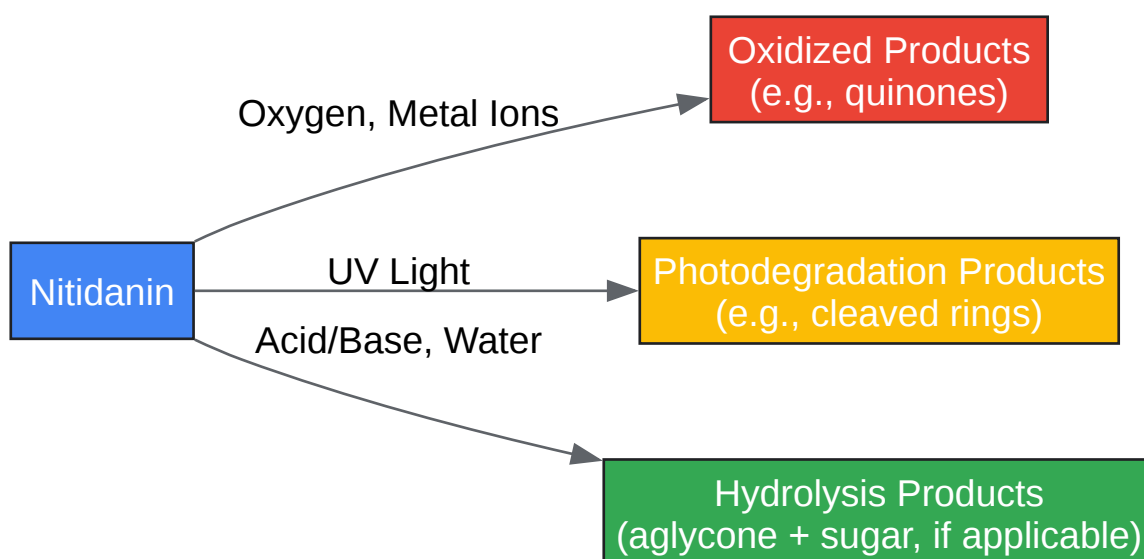 Oxidized Products
(e.g., quinones)
Oxygen, Metal Ions
Nitidanin
UV Light
Photodegradation Products
(e.g., cleaved rings)
Acid/Base, Water
Hydrolysis Products
(aglycone + sugar, if applicable)